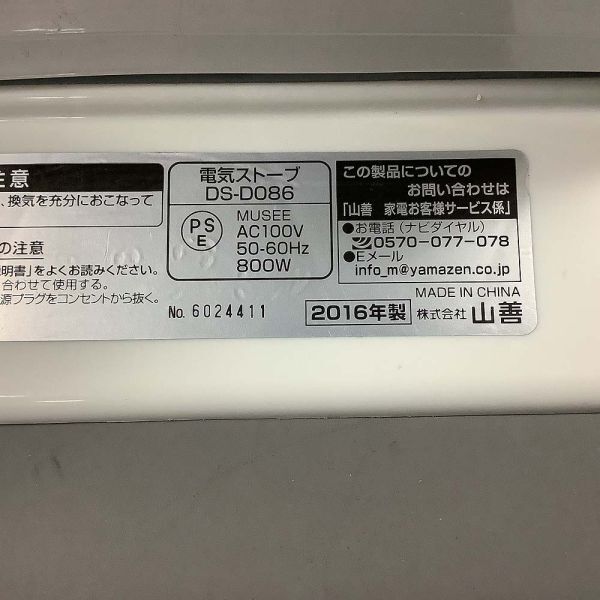 注意
、換気を充分におこなって
の注意
明書」をよくお読みください。
合わせて使用する。
源プラグをコンセントから抜く。
電気ストーブ
DS-D086
PS
E
MUSEE
AC100V
50-60Hz
800W
No. 6024411
この製品についての
お問い合わせは
「山善 家電お客様サービス係」
●お電話(ナビダイヤル)
0570-077-078
●Eメール
info_m@yamazen.co.jp
MADE IN CHINA
2016年製 株式会社 山善